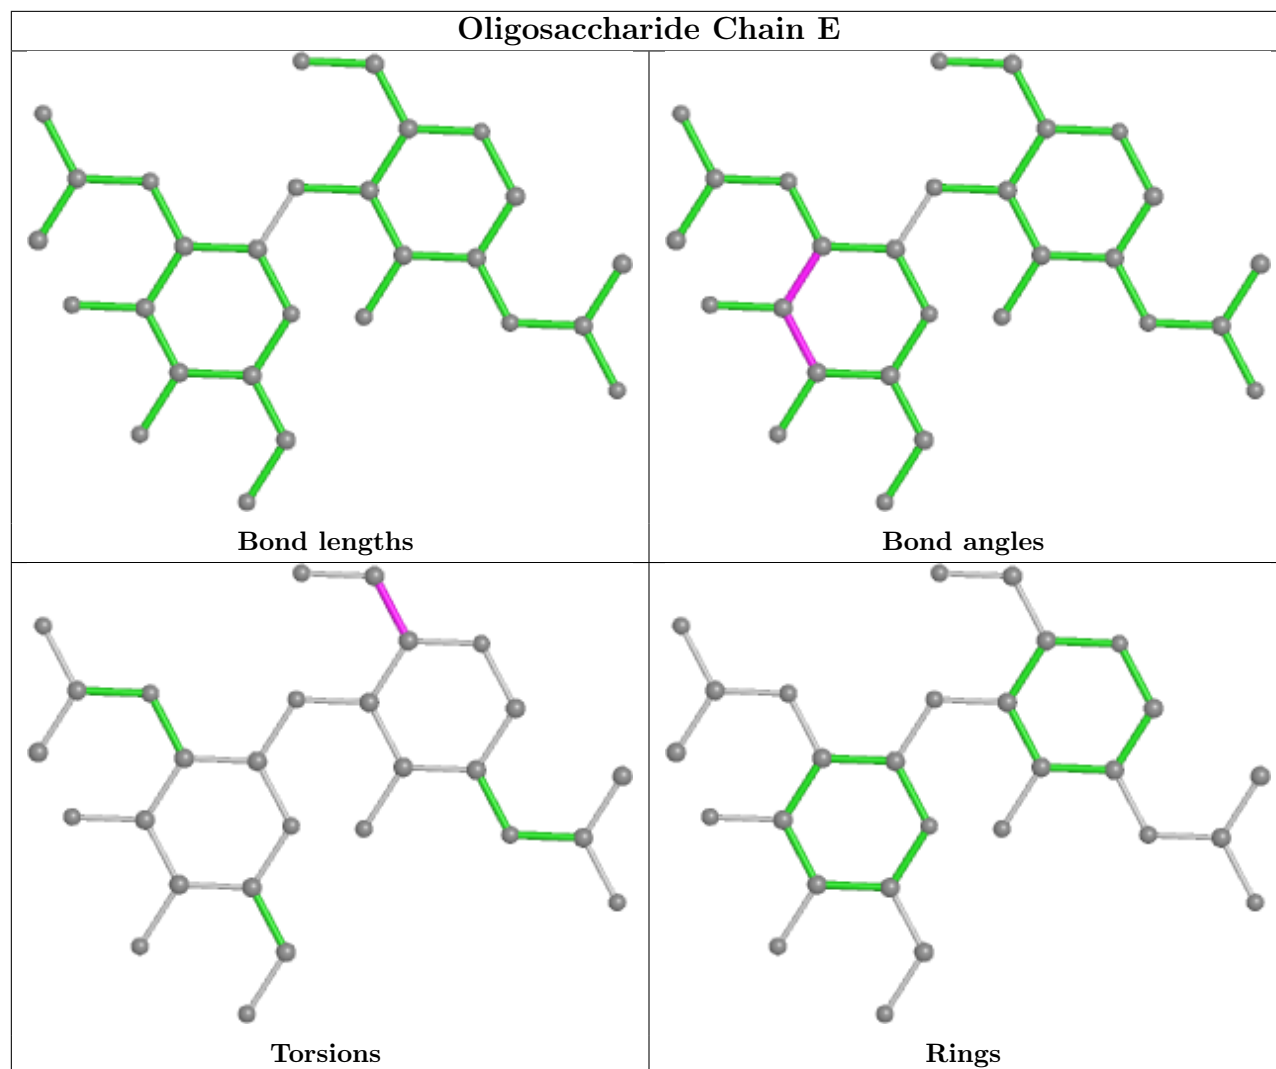 Oligosaccharide Chain E
Bond lengths
Bond angles
Torsions
Rings